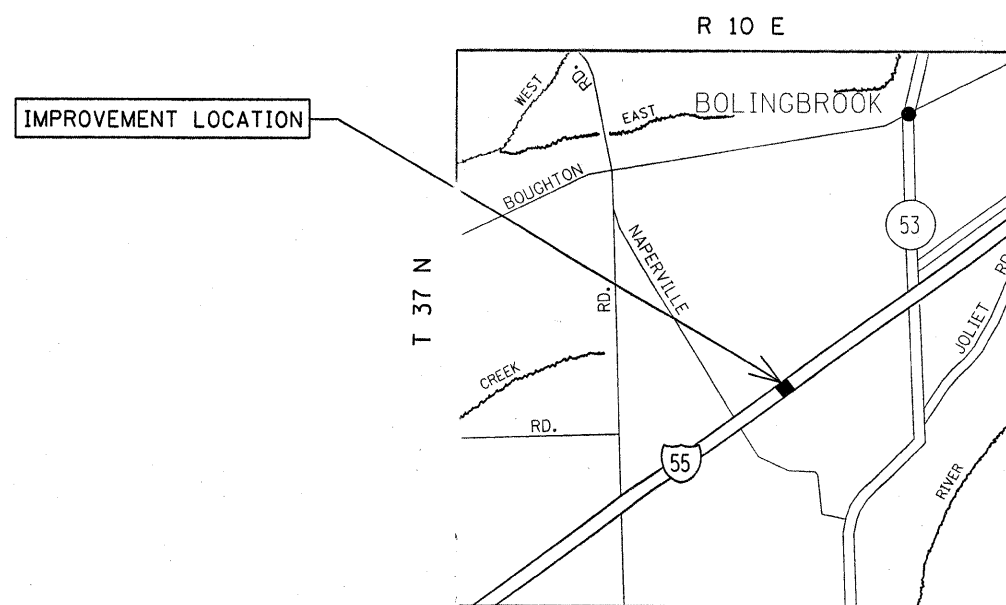 R 10 E
IMPROVEMENT LOCATION
WEST
RD.
EAST
BOLINGBROOK
BOUGHTON
53
NAPERVILLE
T 37 N
RD.
RD
JOLIET
CREEK
RD.
55
RIVER